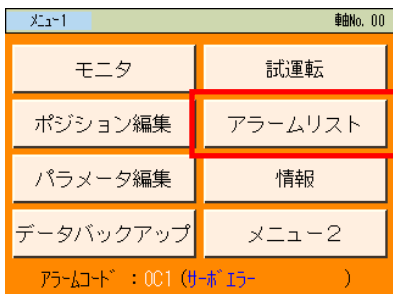 ﾒﾆｭｰ1 軸No. 00
モニタ 試運転
ポジション編集 アラームリスト
パラメータ編集 情報
データバックアップ メニュー2
ｱﾗｰﾑｺｰﾄﾞ : 0C1 (ｻｰﾎﾞｴﾗｰ )